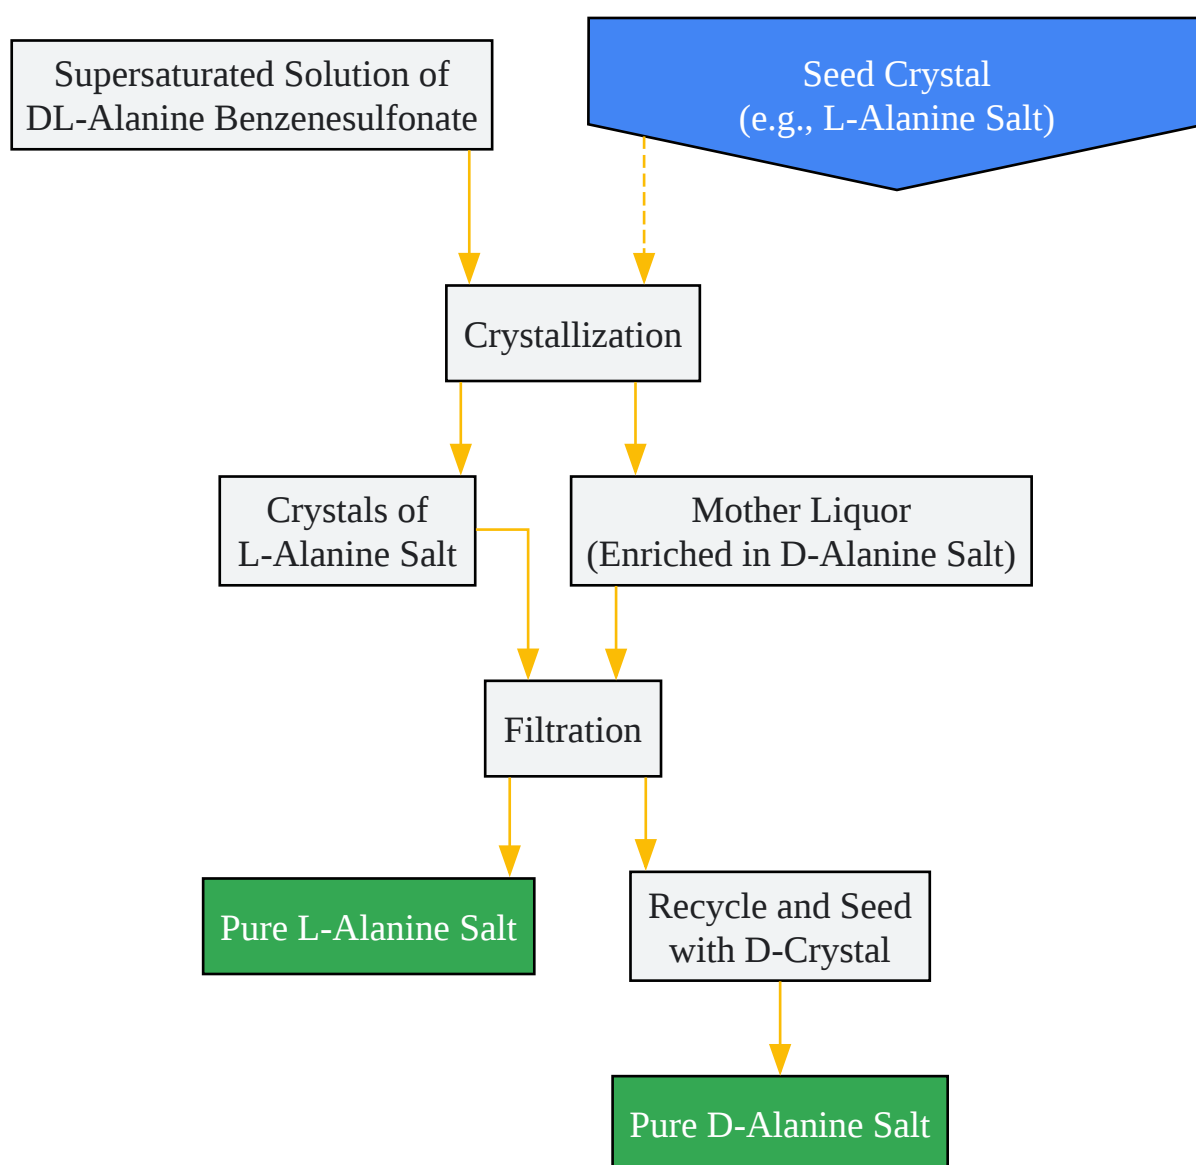 Supersaturated Solution of
DL-Alanine Benzenesulfonate
Seed Crystal
(e.g., L-Alanine Salt)
Crystallization
Crystals of
L-Alanine Salt
Mother Liquor
(Enriched in D-Alanine Salt)
Filtration
Pure L-Alanine Salt
Recycle and Seed
with D-Crystal
Pure D-Alanine Salt